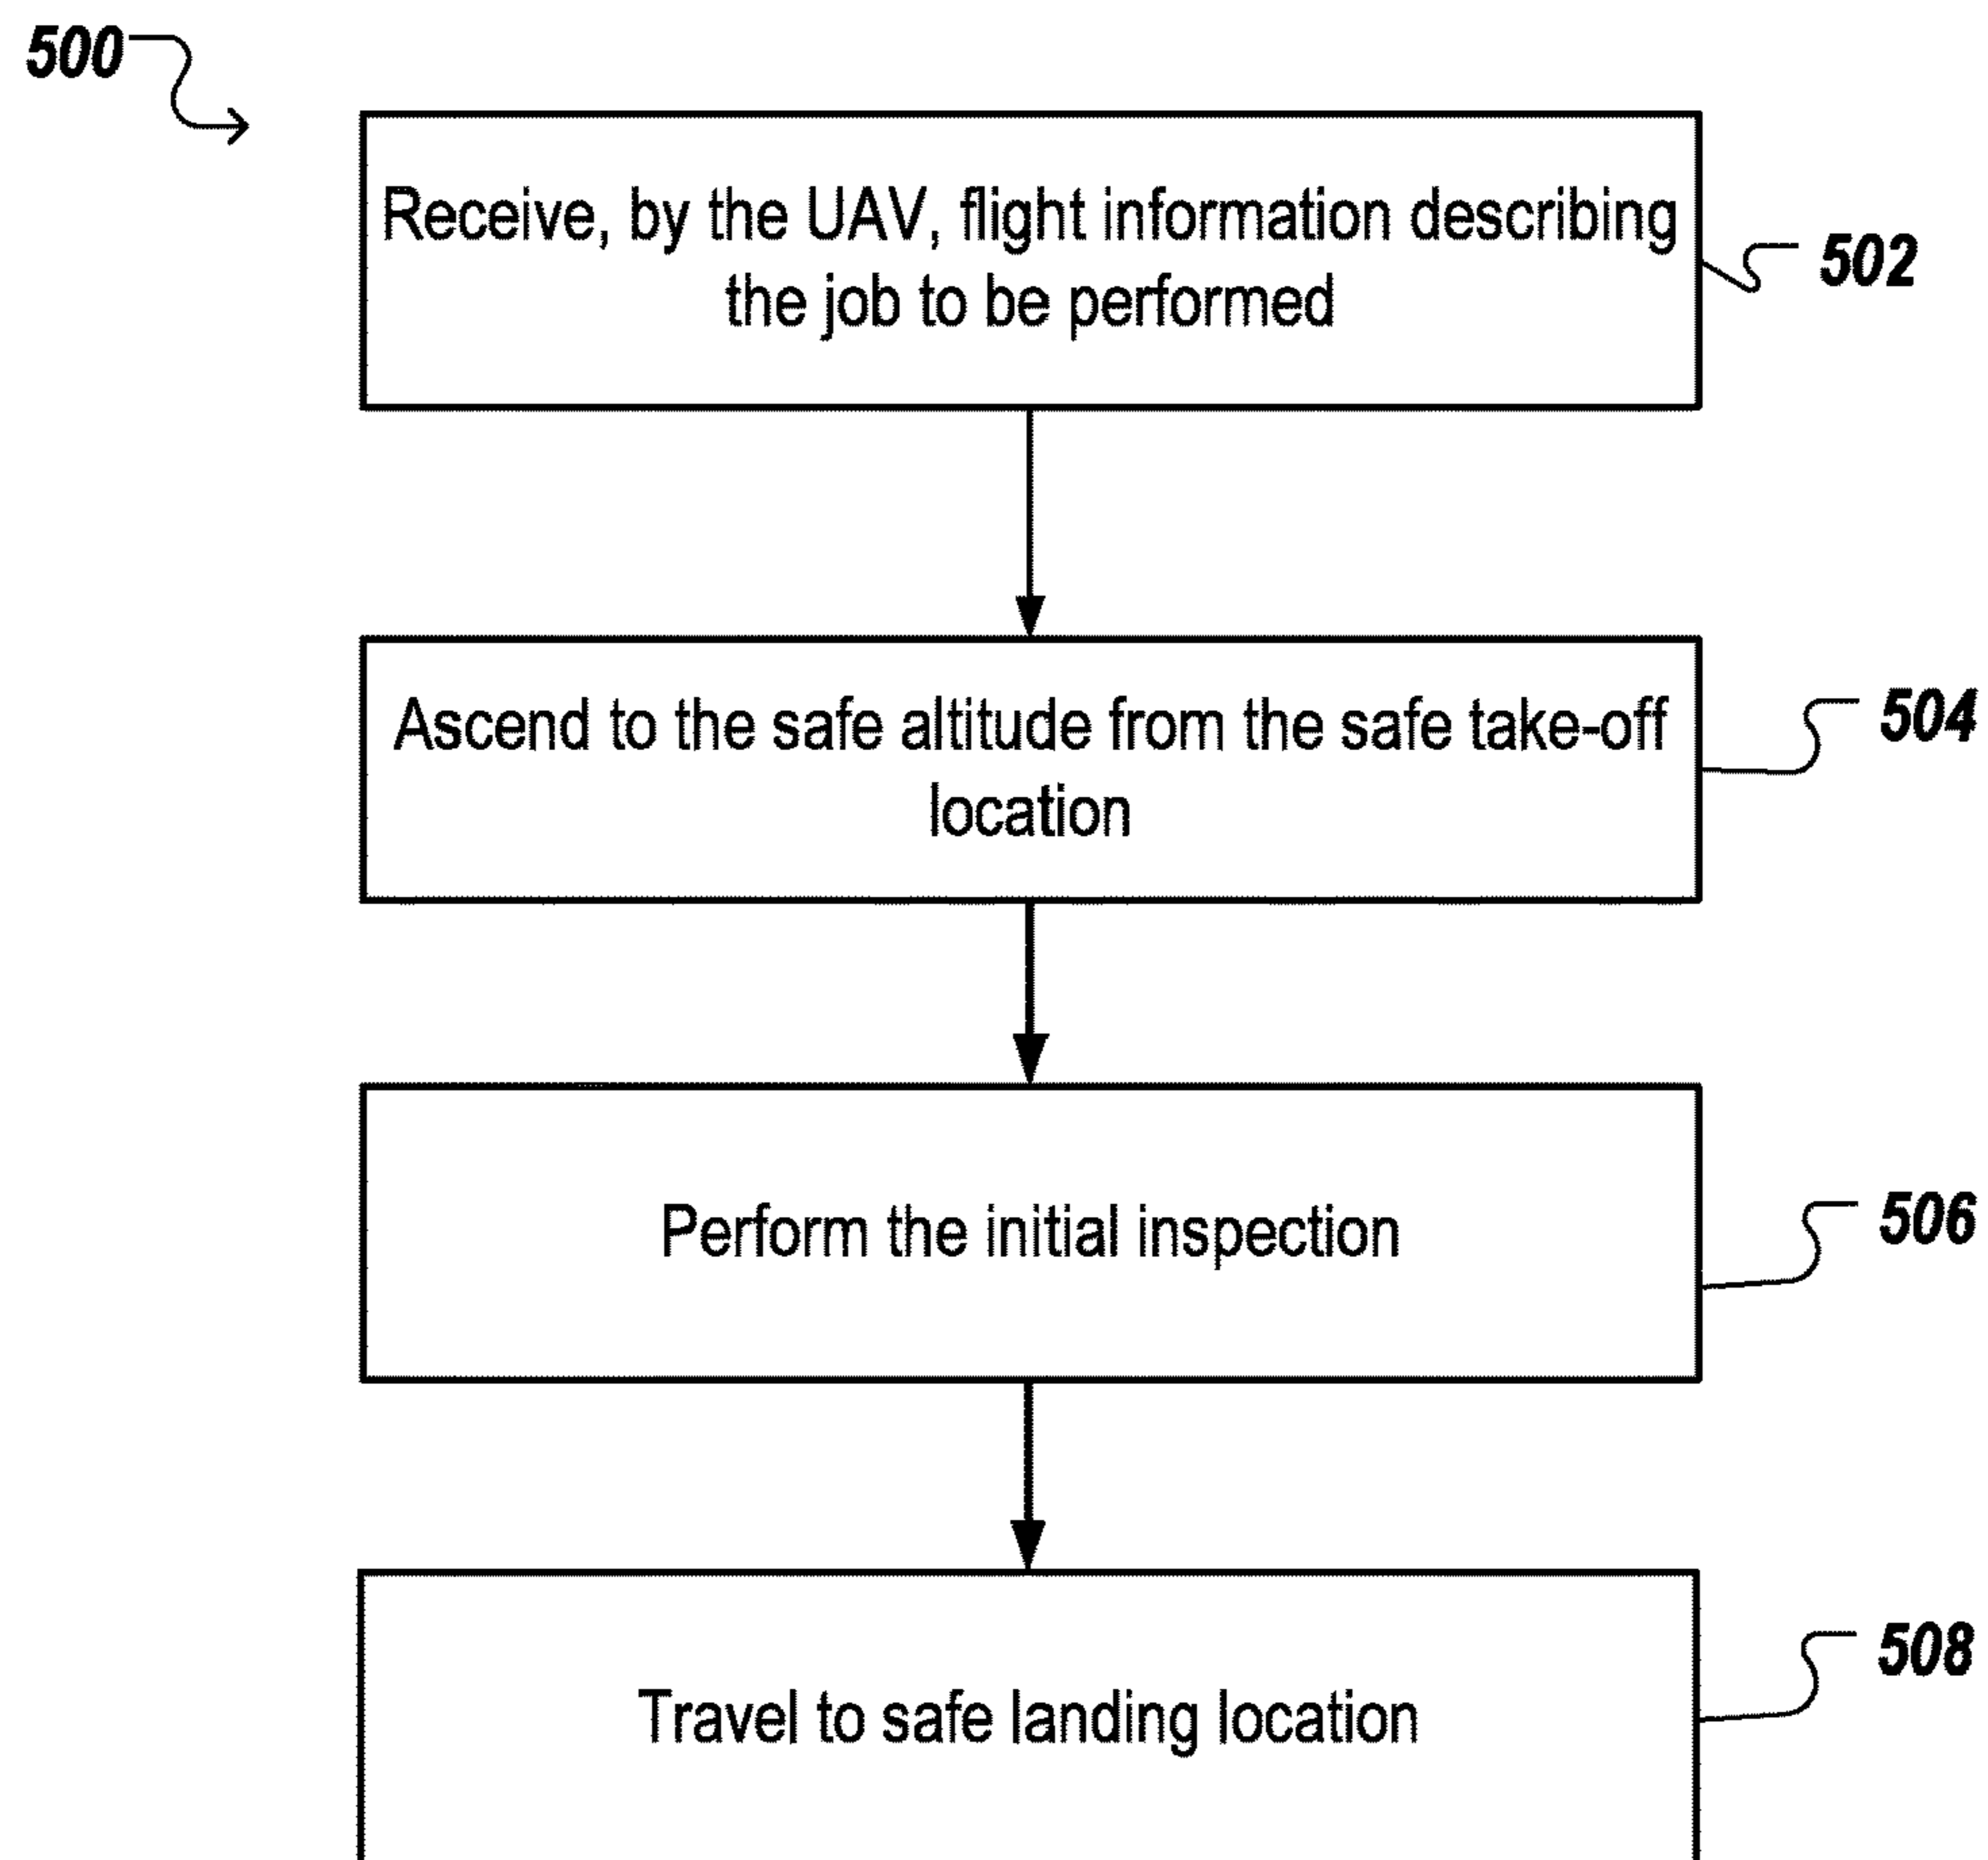 500
Receive, by the UAV, flight information describing
the job to be performed
502
Ascend to the safe altitude from the safe take-off
location
504
Perform the initial inspection
506
Travel to safe landing location
508